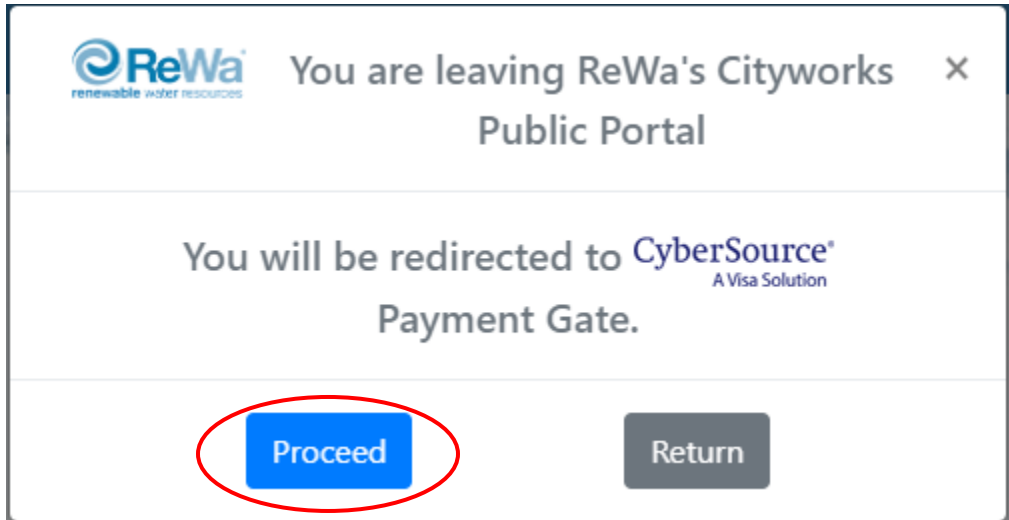 ReWa
renewable water resources
You are leaving ReWa's Cityworks ×
Public Portal
You will be redirected to CyberSource®
A Visa Solution
Payment Gate.
Proceed Return